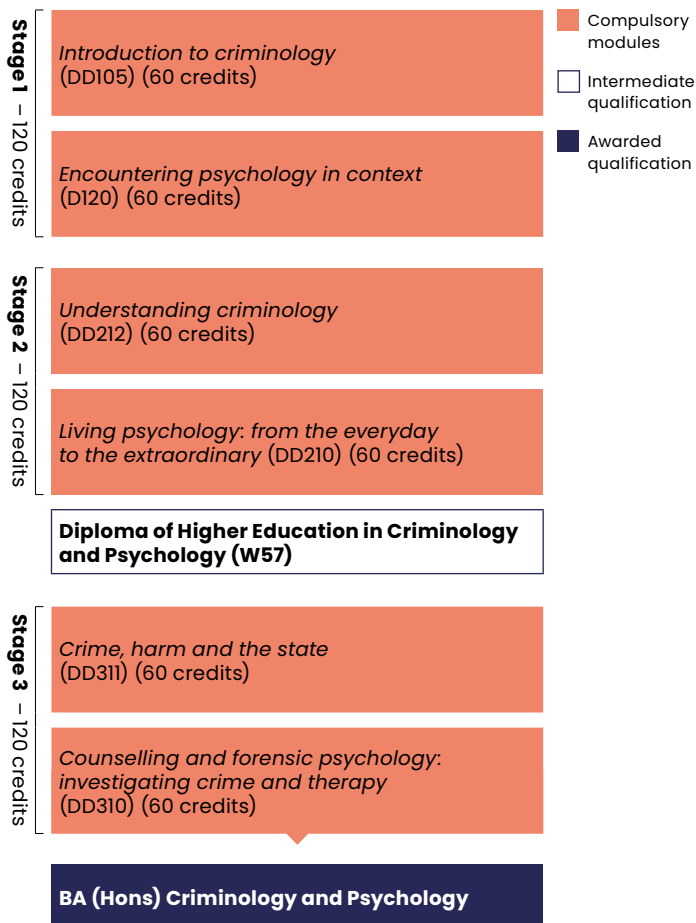 Stage 1 – 120 credits
Introduction to criminology
(DD105) (60 credits)
Encountering psychology in context
(D120) (60 credits)
Compulsory
modules
Intermediate
qualification
Awarded
qualification
Stage 2 – 120 credits
Understanding criminology
(DD212) (60 credits)
Living psychology: from the everyday
to the extraordinary (DD210) (60 credits)
Diploma of Higher Education in Criminology
and Psychology (W57)
Stage 3 – 120 credits
Crime, harm and the state
(DD311) (60 credits)
Counselling and forensic psychology:
investigating crime and therapy
(DD310) (60 credits)
BA (Hons) Criminology and Psychology